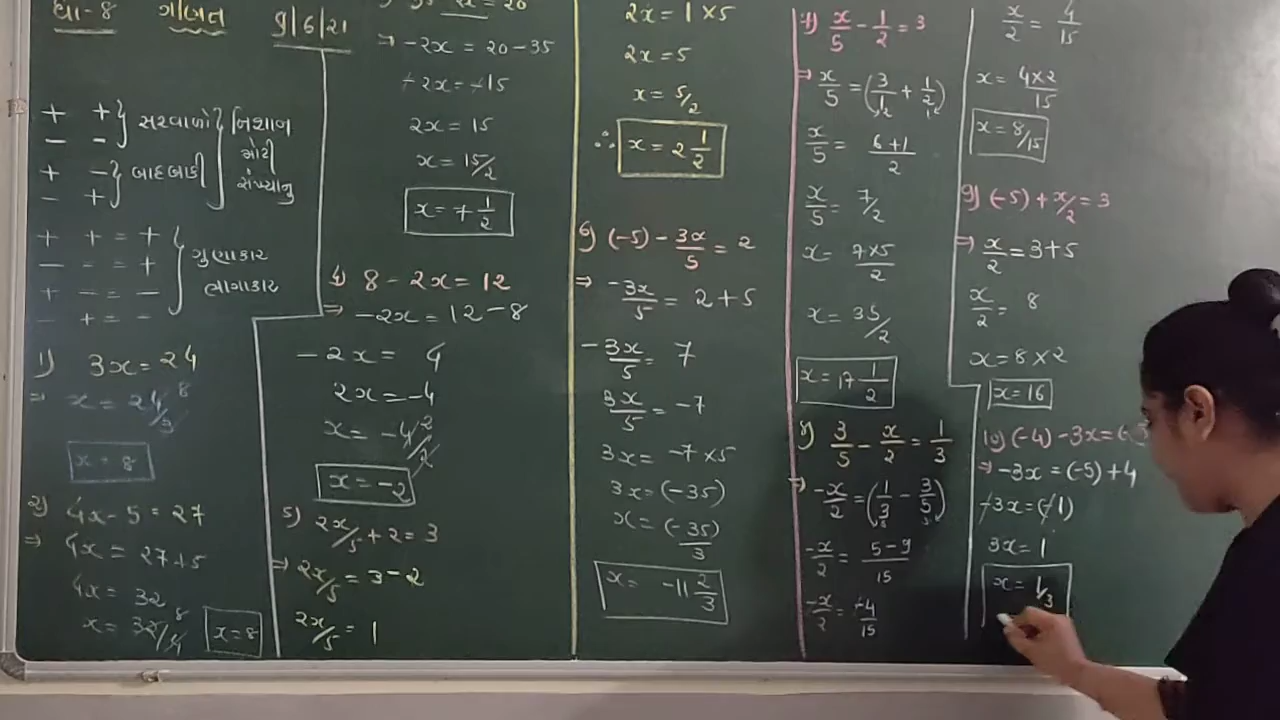 ધા-8 ગણિત 9/6/21
+ +
- - સરવાળો
+ -
- + બાદબાકી
નિશાન
મોટી
સંખ્યાનુ
+ + = +
- - = +
+ - = -
- + = -
ગુણાકાર
ભાગાકાર
1) 3x = 24
⇒ x = 24/3 8
x = 8
2) 4x - 5 = 27
⇒ 4x = 27+5
4x = 32
x = 32/4 8
x = 8
⇒ -2x = 20-35
-2x = -15
2x = 15
x = 15/2
x = 7 1/2
4) 8 - 2x = 12
⇒ -2x = 12-8
-2x = 4
2x = -4
x = -4/2 2
x = -2
5) 2x/5 + 2 = 3
⇒ 2x/5 = 3-2
2x/5 = 1
2x = 1×5
2x = 5
x = 5/2
∴ x = 2 1/2
6) (-5) - 3x/5 = 2
⇒ -3x/5 = 2+5
-3x/5 = 7
3x/5 = -7
3x = -7×5
3x = (-35)
x = (-35)/3
x = -11 2/3
7) x/5 - 1/2 = 3
⇒ x/5 = (3/1 + 1/2)
x/5 = 6+1/2
x/5 = 7/2
x = 7×5/2
x = 35/2
x = 17 1/2
8) 3/5 - x/2 = 1/3
⇒ -x/2 = (1/3 - 3/5)
-x/2 = 5-9/15
-x/2 = -4/15
x/2 = 4/15
x = 4×2/15
x = 8/15
9) (-5) + x/2 = 3
⇒ x/2 = 3+5
x/2 = 8
x = 8×2
x = 16
10) (-4) - 3x = (-
⇒ -3x = (-5) + 4
-3x = (-1)
3x = 1
x = 1/3